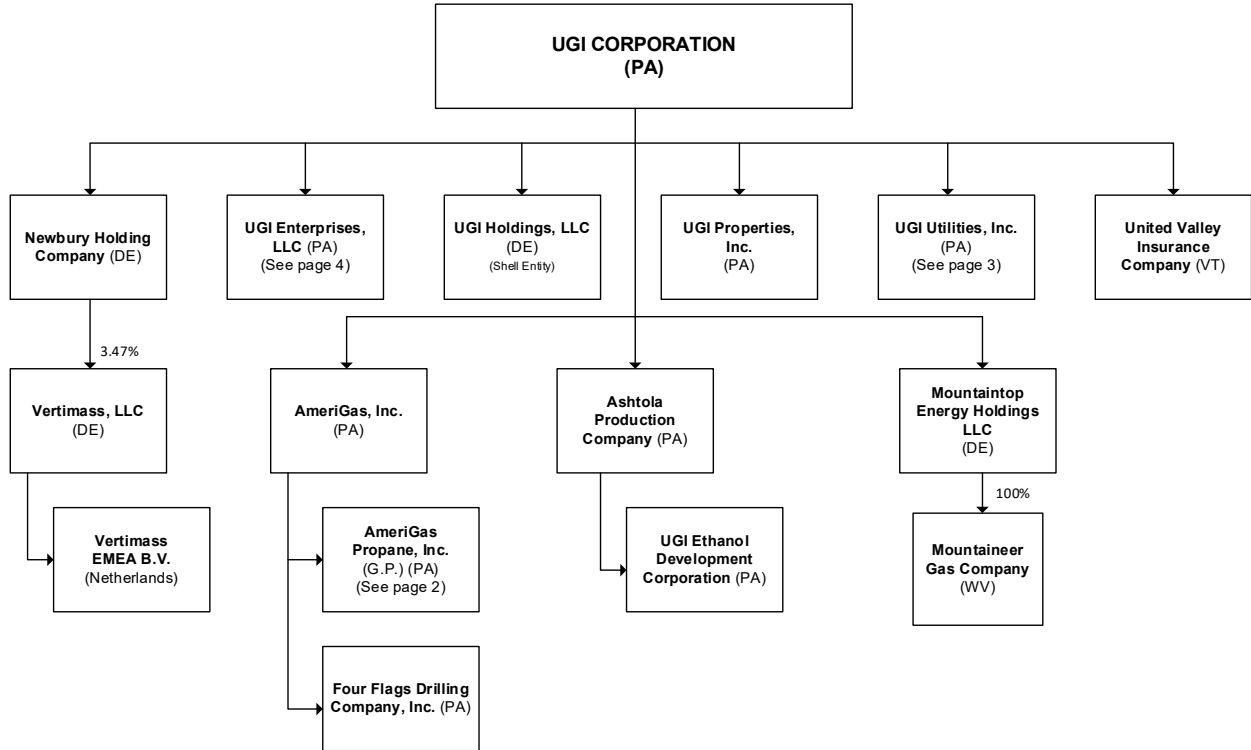 UGI CORPORATION
(PA)
Newbury Holding
Company (DE)
UGI Enterprises,
LLC (PA)
(See page 4)
UGI Holdings, LLC
(DE)
(Shell Entity)
UGI Properties,
Inc.
(PA)
UGI Utilities, Inc.
(PA)
(See page 3)
United Valley
Insurance
Company (VT)
3.47%
Vertimass, LLC
(DE)
AmeriGas, Inc.
(PA)
Ashtola
Production
Company (PA)
Mountaintop
Energy Holdings
LLC
(DE)
100%
Vertimass
EMEA B.V.
(Netherlands)
AmeriGas
Propane, Inc.
(G.P.) (PA)
(See page 2)
UGI Ethanol
Development
Corporation (PA)
Mountaineer
Gas Company
(WV)
Four Flags Drilling
Company, Inc. (PA)